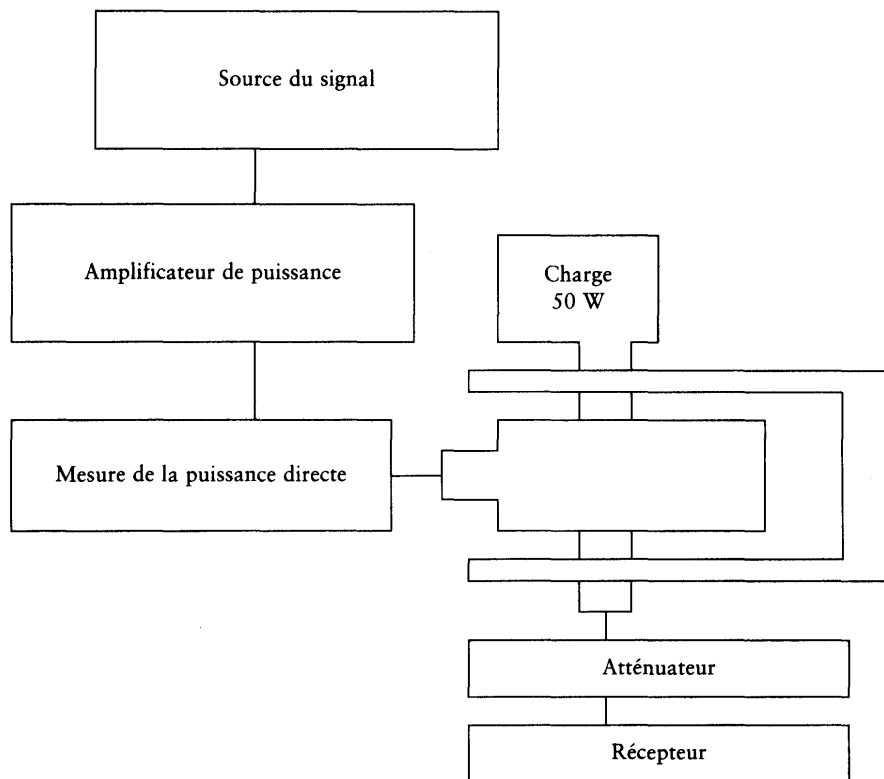 Source du signal
Amplificateur de puissance
Charge
50 W
Mesure de la puissance directe
Atténuateur
Récepteur